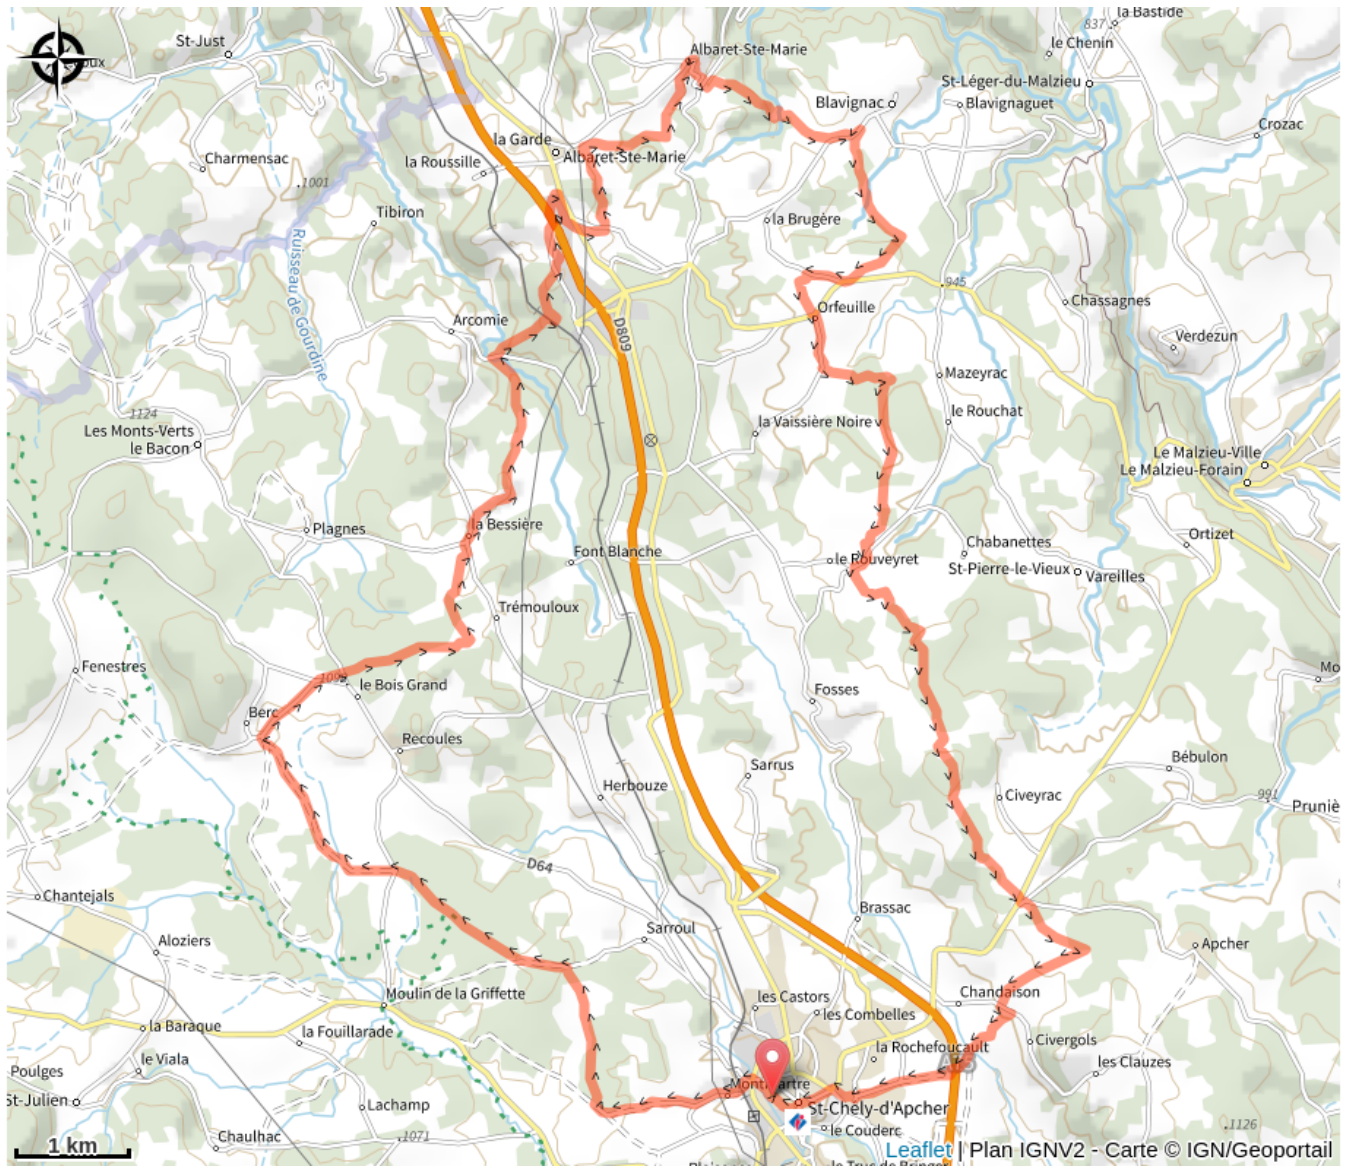 la Bastide
837
St-Just
le Chenin
Albaret-Ste-Marie
St-Léger-du-Malzieu
Blavignac
Blavignaguet
Crozac
la Garde
Albaret-Ste-Marie
la Roussille
Charmensac
1001
Tibiron
la Brugére
Ruisseau de Gourdine
945
Chassagnes
Orfeuille
Arcomie
D809
Verdezun
Mazeyrac
1124
le Rouchat
la Vaissière Noire
Les Monts-Verts
le Bacon
Le Malzieu-Ville
Le Malzieu-Forain
la Bessière
Plagnes
Ortizet
Chabanettes
Font Blanche
le Rouveyret
St-Pierre-le-Vieux
Vareilles
Trémouloux
Fenestres
le Bois Grand
Fosses
Berc
Recoules
Bébulon
Sarrus
Herbouze
Civeyrac
991
D64
Chantejals
Brassac
Sarroul
Aloziers
Apcher
Moulin de la Griffette
les Castors
Chandaison
les Combelles
la Baraque
la Fouillarade
Civergols
la Rochefoucault
le Viala
les Clauzes
Poulges
St-Julien
Lachamp
St-Chély-d'Apcher
le Couderc
1126
Chaulhac
1071
1 km
Leaflet | Plan IGNV2 - Carte © IGN/Geoportail